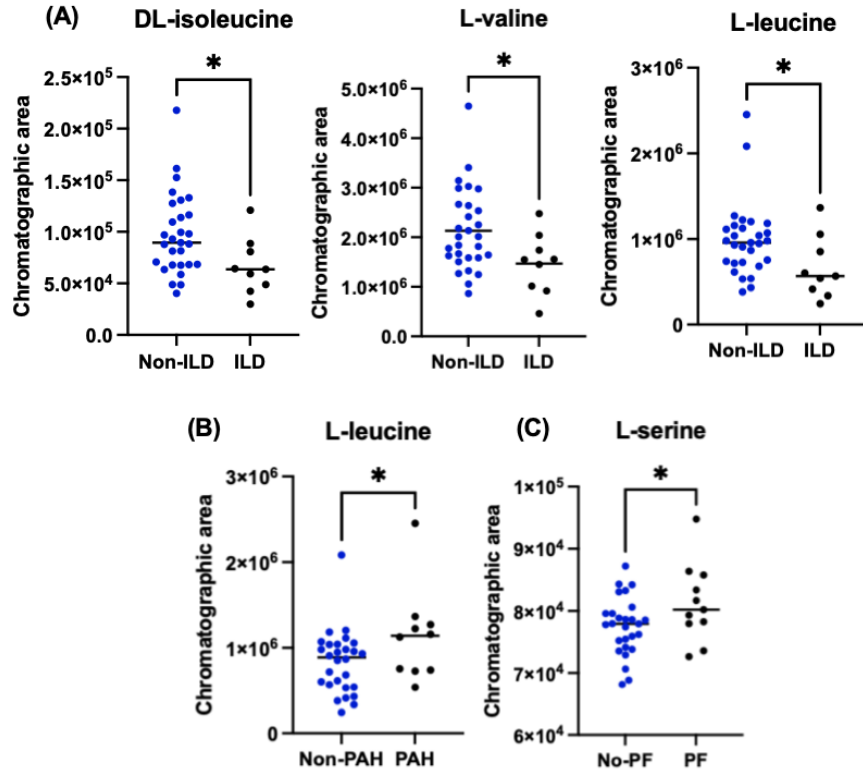 (A)
DL-isoleucine
*
Chromatographic area
2.5×10⁵
2.0×10⁵
1.5×10⁵
1.0×10⁵
5.0×10⁴
0.0
Non-ILD ILD
L-valine
*
Chromatographic area
5.0×10⁶
4.0×10⁶
3.0×10⁶
2.0×10⁶
1.0×10⁶
0.0
Non-ILD ILD
L-leucine
*
Chromatographic area
3×10⁶
2×10⁶
1×10⁶
0
Non-ILD ILD
(B)
L-leucine
*
Chromatographic area
3×10⁶
2×10⁶
1×10⁶
0
Non-PAH PAH
(C)
L-serine
*
Chromatographic area
1×10⁵
9×10⁴
8×10⁴
7×10⁴
6×10⁴
No-PF PF